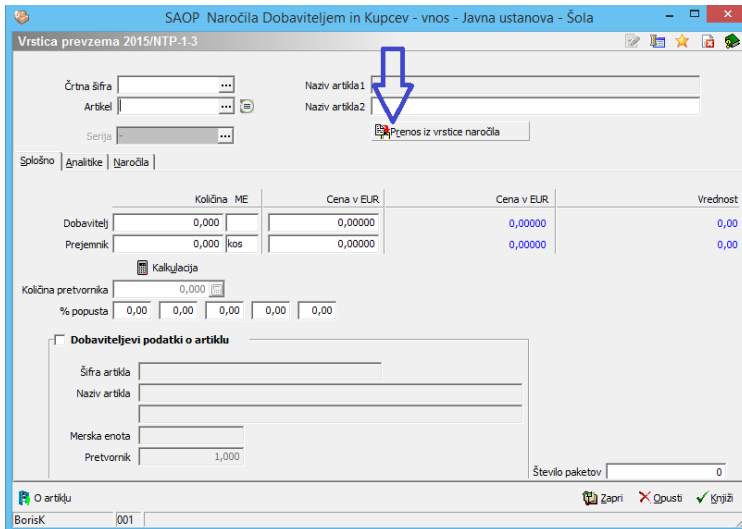 SAOP Naročila Dobaviteljem in Kupcev - vnos - Javna ustanova - Šola
Vrstica prevzema 2015/NTP-1-3
Črtna šifra ... Naziv artikla1
Artikel ... Naziv artikla2
Serija - ... Prenos iz vrstice naročila
Splošno Analitike Naročila
Količina ME Cena v EUR Cena v EUR Vrednost
Dobavitelj 0,000 0,00000 0,00000 0,00
Prejemnik 0,000 kos 0,00000 0,00000 0,00
Kalkulacija
Količina pretvornika 0,000
% popusta 0,00 0,00 0,00 0,00 0,00
Dobaviteljevi podatki o artiklu
Šifra artikla
Naziv artikla
Merska enota
Pretvornik 1,000
Število paketov 0
O artiklu Zapri Opusti Knjiži
BorisK 001